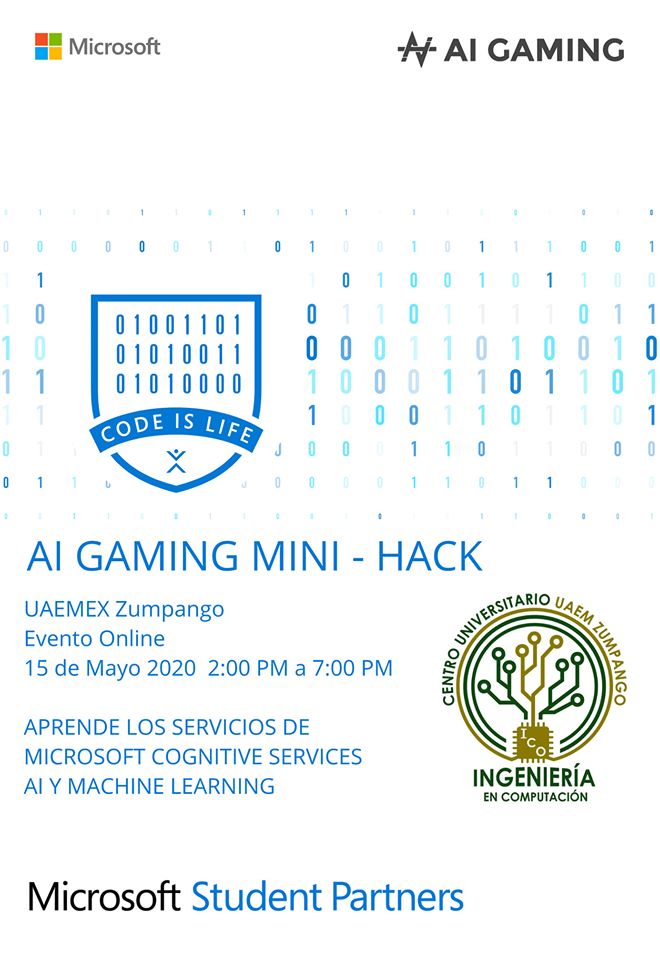 Microsoft
AI GAMING
01001101
01010011
01010000
CODE IS LIFE
AI GAMING MINI - HACK
UAEMEX Zumpango
Evento Online
15 de Mayo 2020 2:00 PM a 7:00 PM
APRENDE LOS SERVICIOS DE
MICROSOFT COGNITIVE SERVICES
AI Y MACHINE LEARNING
CENTRO UNIVERSITARIO UAEM ZUMPANGO
ICO
INGENIERÍA
EN COMPUTACIÓN
Microsoft Student Partners